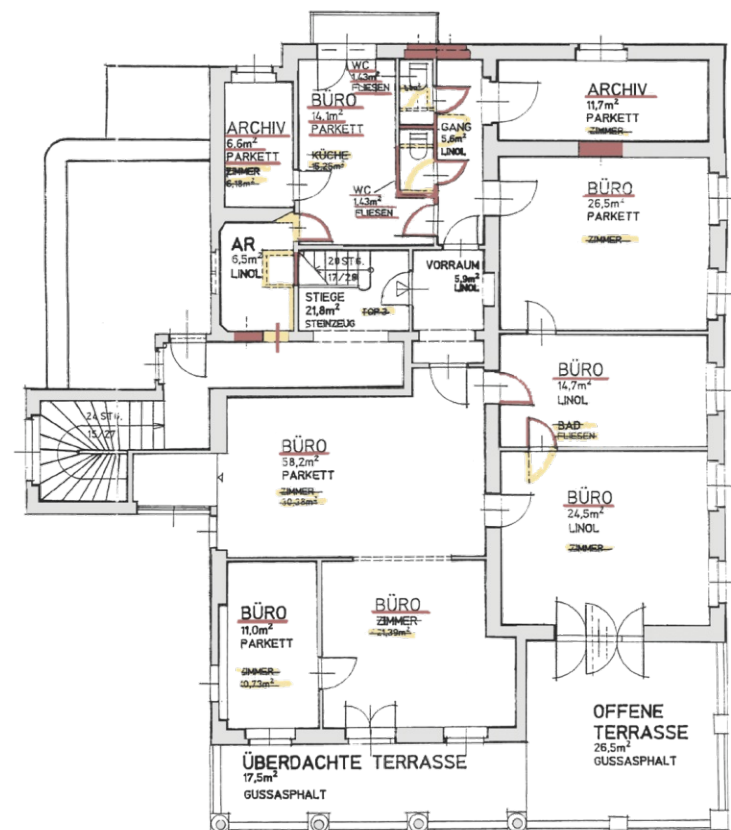 WC
1,43m²
FLIESEN
BÜRO
14,1m²
PARKETT
KÜCHE
15,25m²
ARCHIV
6,6m²
PARKETT
ZIMMER
6,18m²
WC
1,43m²
FLIESEN
GANG
5,6m²
LINOL
ARCHIV
11,7m²
PARKETT
ZIMMER
BÜRO
26,5m²
PARKETT
ZIMMER
AR
6,5m²
LINOL
20 STG.
17/28
STIEGE
21,8m²
STEINZEUG
TOP 3
VORRAUM
5,9m²
LINOL
24 STG.
15/27
BÜRO
14,7m²
LINOL
BAD
FLIESEN
BÜRO
58,2m²
PARKETT
ZIMMER
BÜRO
24,5m²
LINOL
ZIMMER
BÜRO
11,0m²
PARKETT
ZIMMER
10,73m²
BÜRO
ZIMMER
21,39m²
OFFENE
TERRASSE
26,5m²
GUSSASPHALT
ÜBERDACHTE TERRASSE
17,5m²
GUSSASPHALT